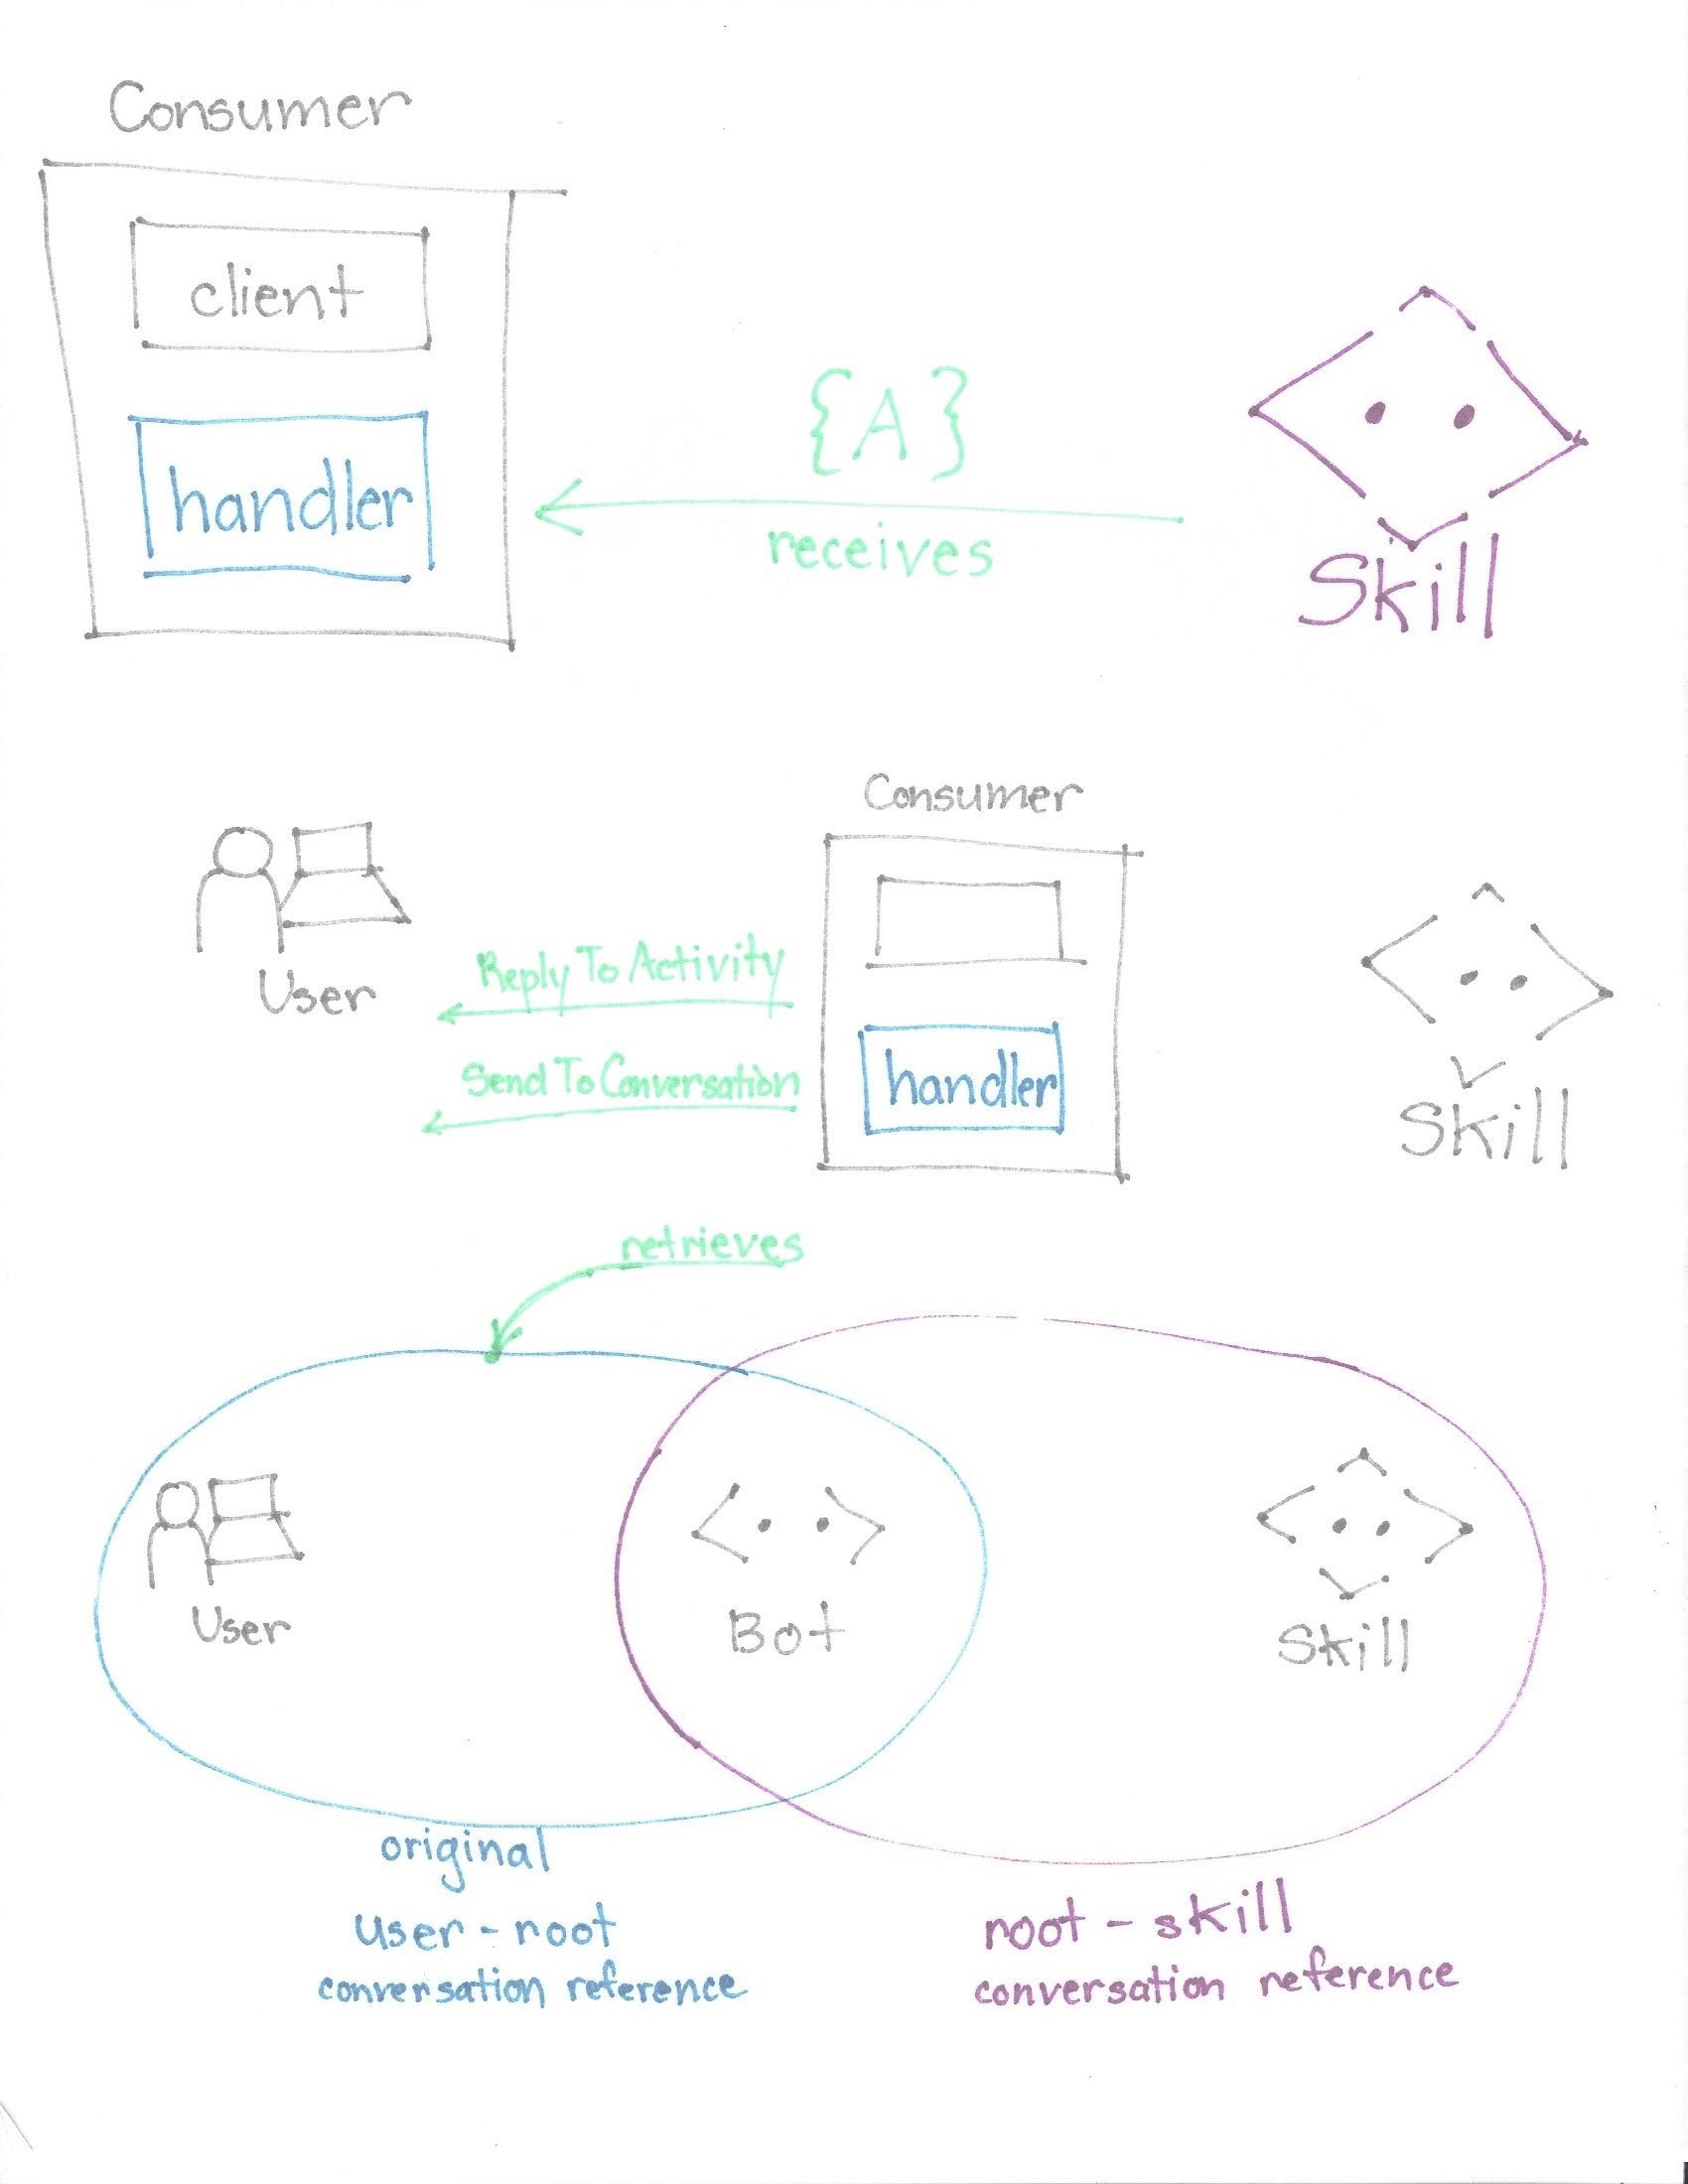 Consumer
client
handler
{A}
receives
Skill
Consumer
User
Reply To Activity
Send To Conversation
handler
Skill
retrieves
User
Bot
Skill
original
user-root
conversation reference
root-skill
conversation reference